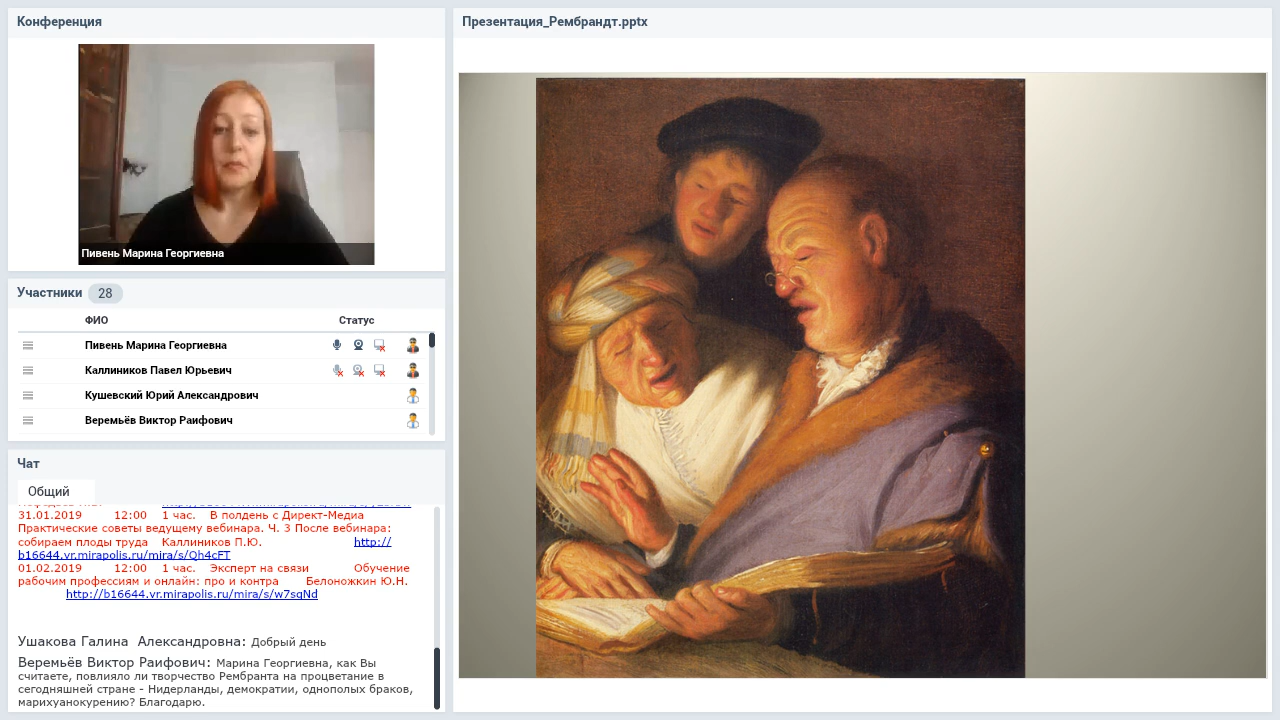 Конференция
Пивень Марина Георгиевна
Участники 28
ФИО Статус
Пивень Марина Георгиевна
Каллиников Павел Юрьевич
Кушевский Юрий Александрович
Веремьёв Виктор Раифович
Чат
Общий
31.01.2019 12:00 1 час. В полдень с Директ-Медиа
Практические советы ведущему вебинара. Ч. 3 После вебинара:
собираем плоды труда Каллиников П.Ю. http://
b16644.vr.mirapolis.ru/mira/s/Qh4cFT
01.02.2019 12:00 1 час. Эксперт на связи Обучение
рабочим профессиям и онлайн: про и контра Белоножкин Ю.Н.
http://b16644.vr.mirapolis.ru/mira/s/w7sqNd
Ушакова Галина Александровна: Добрый день
Веремьёв Виктор Раифович: Марина Георгиевна, как Вы
считаете, повлияло ли творчество Рембранта на процветание в
сегодняшней стране - Нидерланды, демократии, однополых браков,
марихуанокурению? Благодарю.
Презентация_Рембрандт.pptx